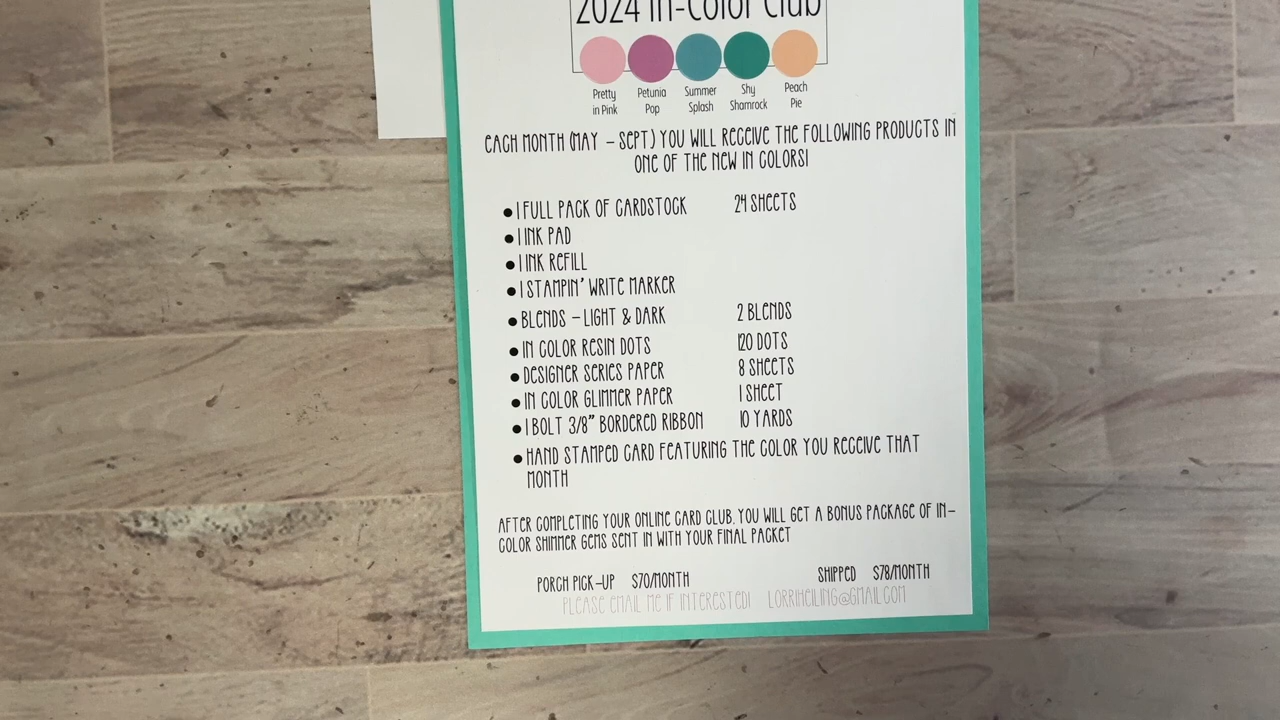 2024 In-Color Club
Pretty in Pink
Petunia Pop
Summer Splash
Shy Shamrock
Peach Pie
EACH MONTH (MAY – SEPT) YOU WILL RECEIVE THE FOLLOWING PRODUCTS IN
ONE OF THE NEW IN COLORS!
• 1 FULL PACK OF CARDSTOCK 24 SHEETS
• 1 INK PAD
• 1 INK REFILL
• 1 STAMPIN' WRITE MARKER
• BLENDS – LIGHT & DARK 2 BLENDS
• IN COLOR RESIN DOTS 120 DOTS
• DESIGNER SERIES PAPER 8 SHEETS
• IN COLOR GLIMMER PAPER 1 SHEET
• 1 BOLT 3/8" BORDERED RIBBON 10 YARDS
• HAND STAMPED CARD FEATURING THE COLOR YOU RECEIVE THAT
MONTH
AFTER COMPLETING YOUR ONLINE CARD CLUB, YOU WILL GET A BONUS PACKAGE OF IN-
COLOR SHIMMER GEMS SENT IN WITH YOUR FINAL PACKET
PORCH PICK-UP $70/MONTH SHIPPED $78/MONTH
PLEASE EMAIL ME IF INTERESTED! LORRIHEILING@GMAIL.COM